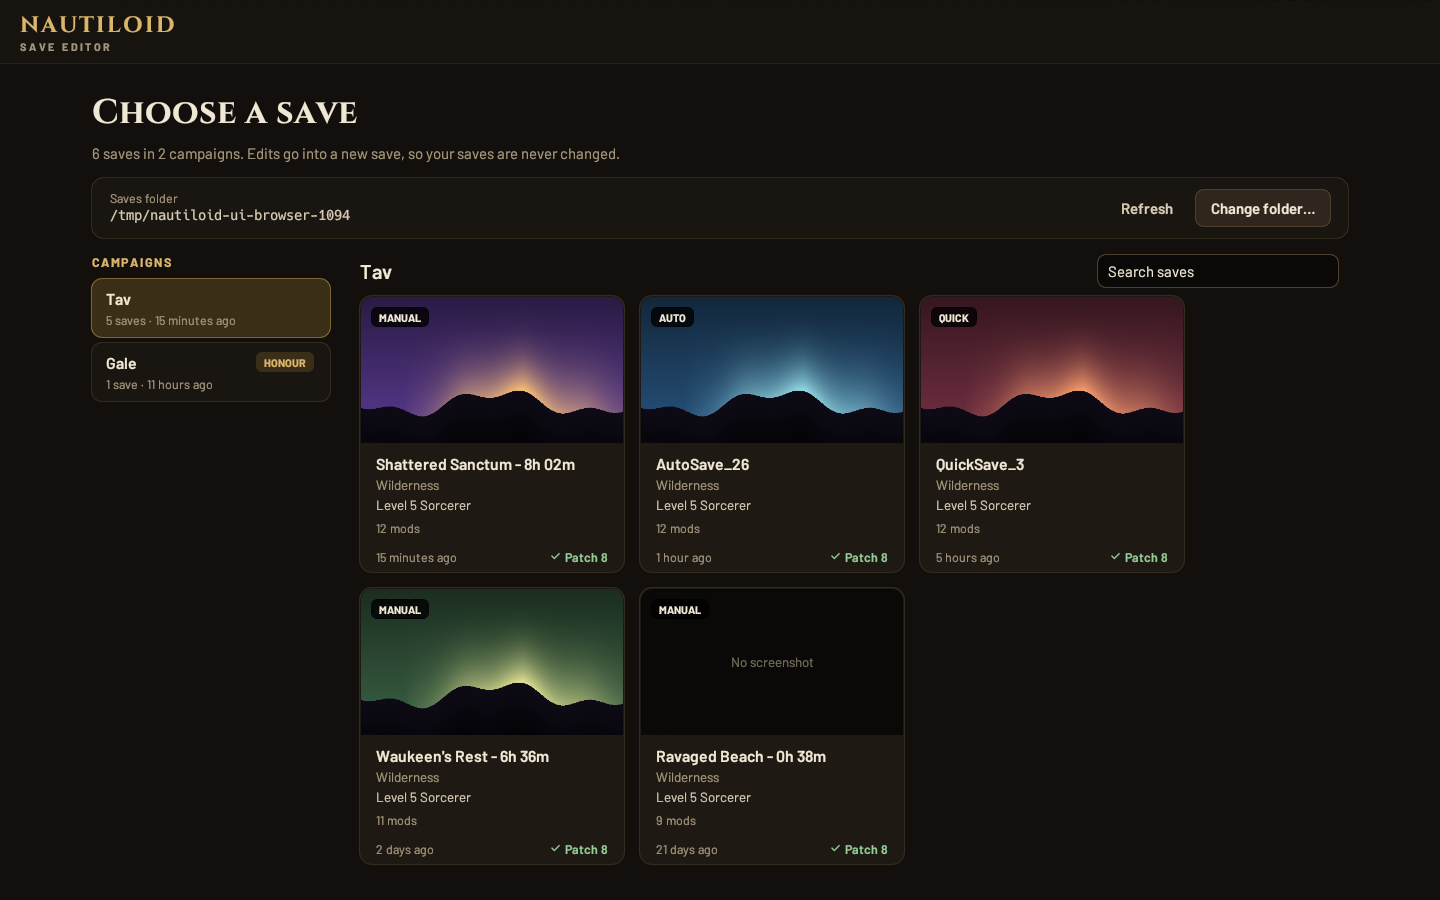 NAUTILOID
SAVE EDITOR
Choose a save
6 saves in 2 campaigns. Edits go into a new save, so your saves are never changed.
Saves folder
/tmp/nautiloid-ui-browser-1094
Refresh
Change folder...
CAMPAIGNS
Tav
5 saves · 15 minutes ago
Gale
HONOUR
1 save · 11 hours ago
Tav
Search saves
MANUAL
Shattered Sanctum - 8h 02m
Wilderness
Level 5 Sorcerer
12 mods
15 minutes ago
✓ Patch 8
AUTO
AutoSave_26
Wilderness
Level 5 Sorcerer
12 mods
1 hour ago
✓ Patch 8
QUICK
QuickSave_3
Wilderness
Level 5 Sorcerer
12 mods
5 hours ago
✓ Patch 8
MANUAL
Waukeen's Rest - 6h 36m
Wilderness
Level 5 Sorcerer
11 mods
2 days ago
✓ Patch 8
MANUAL
No screenshot
Ravaged Beach - 0h 38m
Wilderness
Level 5 Sorcerer
9 mods
21 days ago
✓ Patch 8